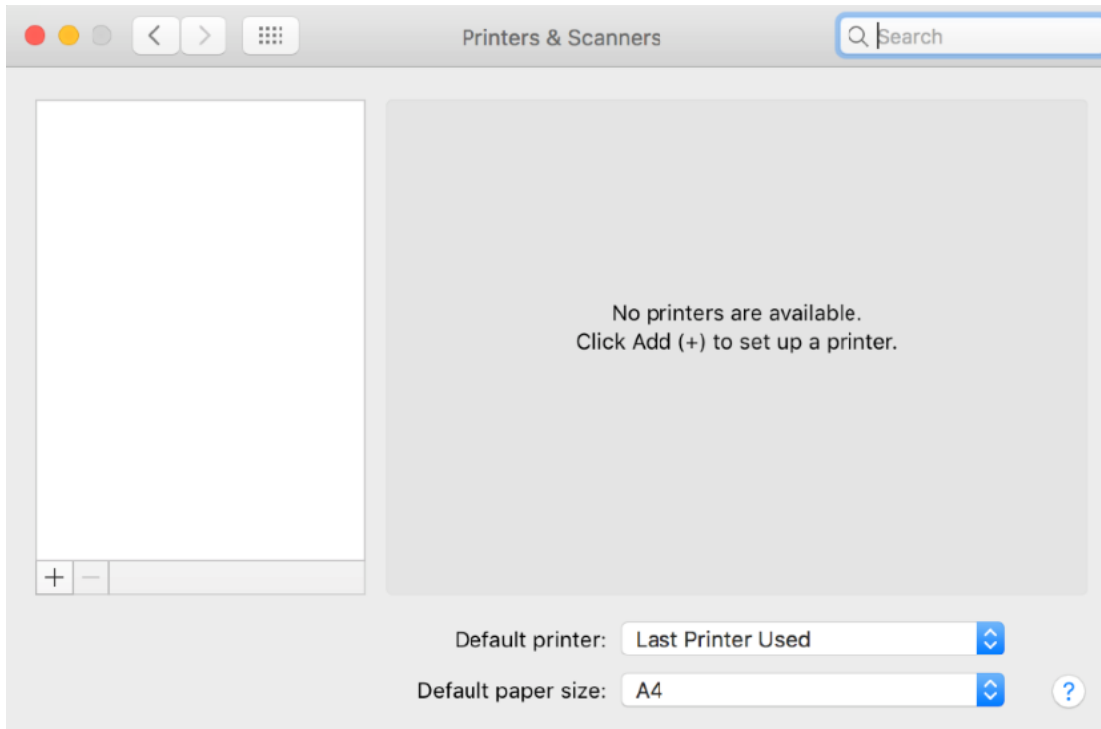 Printers & Scanners
Search
No printers are available.
Click Add (+) to set up a printer.
+ −
Default printer: Last Printer Used
Default paper size: A4
?